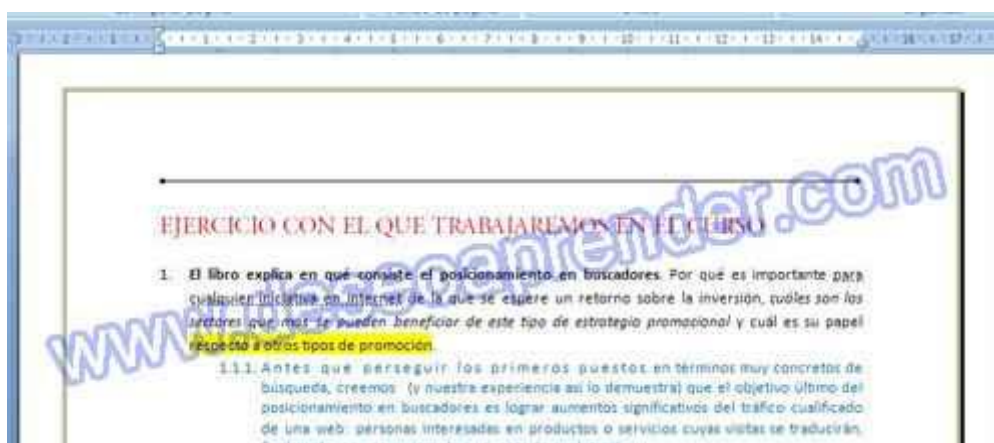 EJERCICIO CON EL QUE TRABAJAREMOS EN EL CURSO
1. El libro explica en qué consiste el posicionamiento en buscadores. Por qué es importante para
cualquier iniciativa en Internet de la que se espere un retorno sobre la inversión, cuáles son los
sectores que mas se pueden beneficiar de este tipo de estrategia promocional y cuál es su papel
respecto a otros tipos de promoción.
1.1.1. Antes que perseguir los primeros puestos en términos muy concretos de
búsqueda, creemos (y nuestra experiencia así lo demuestra) que el objetivo último del
posicionamiento en buscadores es lograr aumentos significativos del tráfico cualificado
de una web: personas interesadas en productos o servicios cuyas visitas se traducirán,